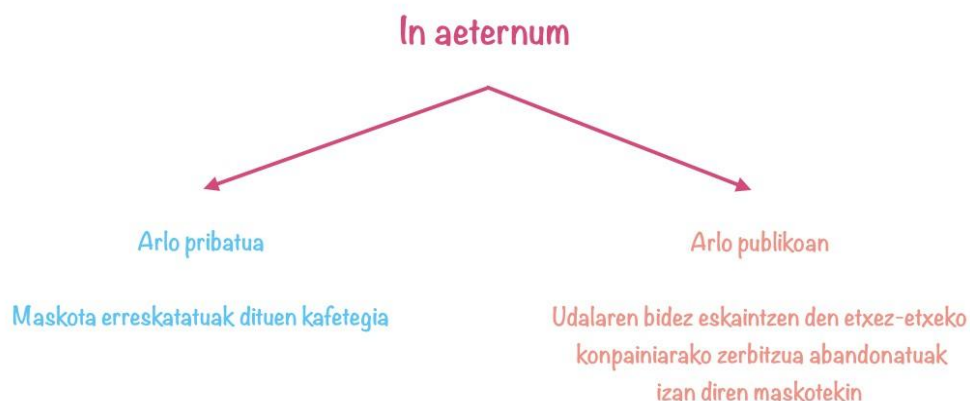 In aeternum
Arlo pribatua
Maskota erreskatatuak dituen kafetegia
Arlo publikoan
Udalaren bidez eskaintzen den etxez-etxeko
konpainiarako zerbitzua abandonatuak
izan diren maskotekin